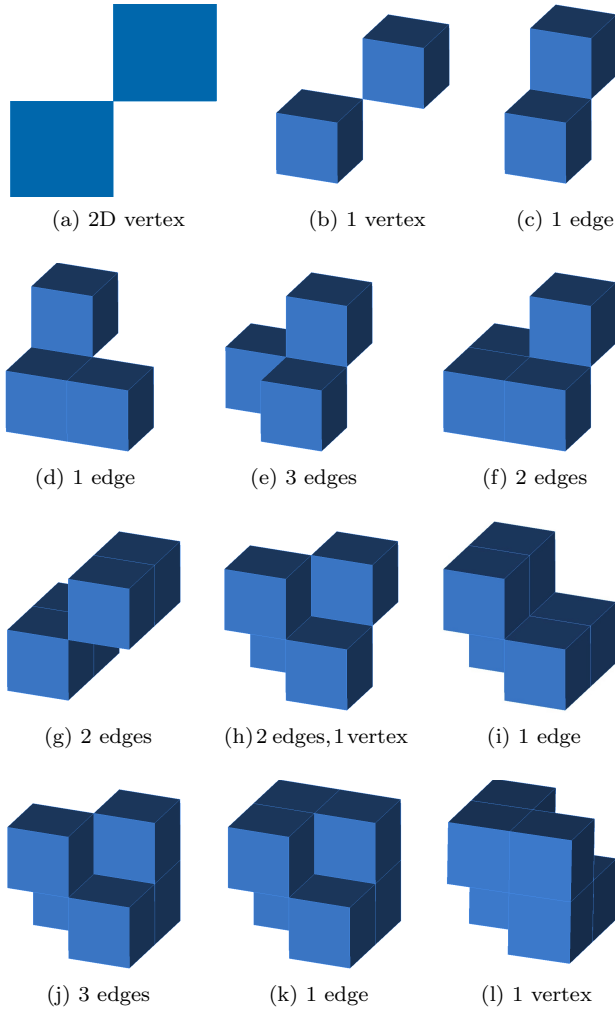 (a) 2D vertex
(b) 1 vertex
(c) 1 edge
(d) 1 edge
(e) 3 edges
(f) 2 edges
(g) 2 edges
(h) 2 edges, 1 vertex
(i) 1 edge
(j) 3 edges
(k) 1 edge
(l) 1 vertex